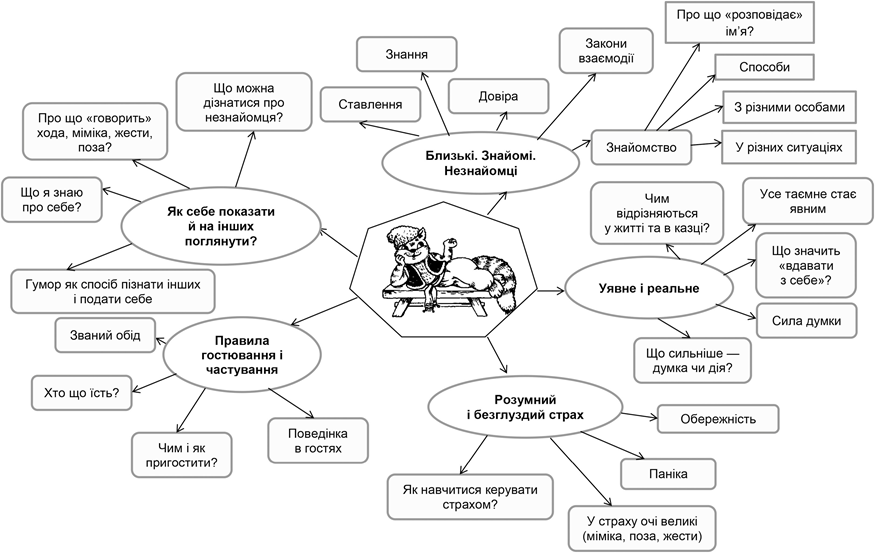 Про що «розповідає»
ім’я?
Способи
З різними особами
У різних ситуаціях
Знайомство
Закони
взаємодії
Знання
Довіра
Ставлення
Близькі. Знайомі.
Незнайомці
Що можна
дізнатися про
незнайомця?
Про що «говорить»
хода, міміка, жести,
поза?
Що я знаю
про себе?
Як себе показати
й на інших
поглянути?
Гумор як спосіб пізнати інших
і подати себе
Чим
відрізняються
у житті та в казці?
Усе таємне стає
явним
Що значить
«вдавати
з себе»?
Уявне і реальне
Сила думки
Що сильніше —
думка чи дія?
Званий обід
Правила
гостювання і
частування
Хто що їсть?
Чим і як
пригостити?
Поведінка
в гостях
Розумний
і безглуздий страх
Обережність
Паніка
Як навчитися керувати
страхом?
У страху очі великі
(міміка, поза, жести)